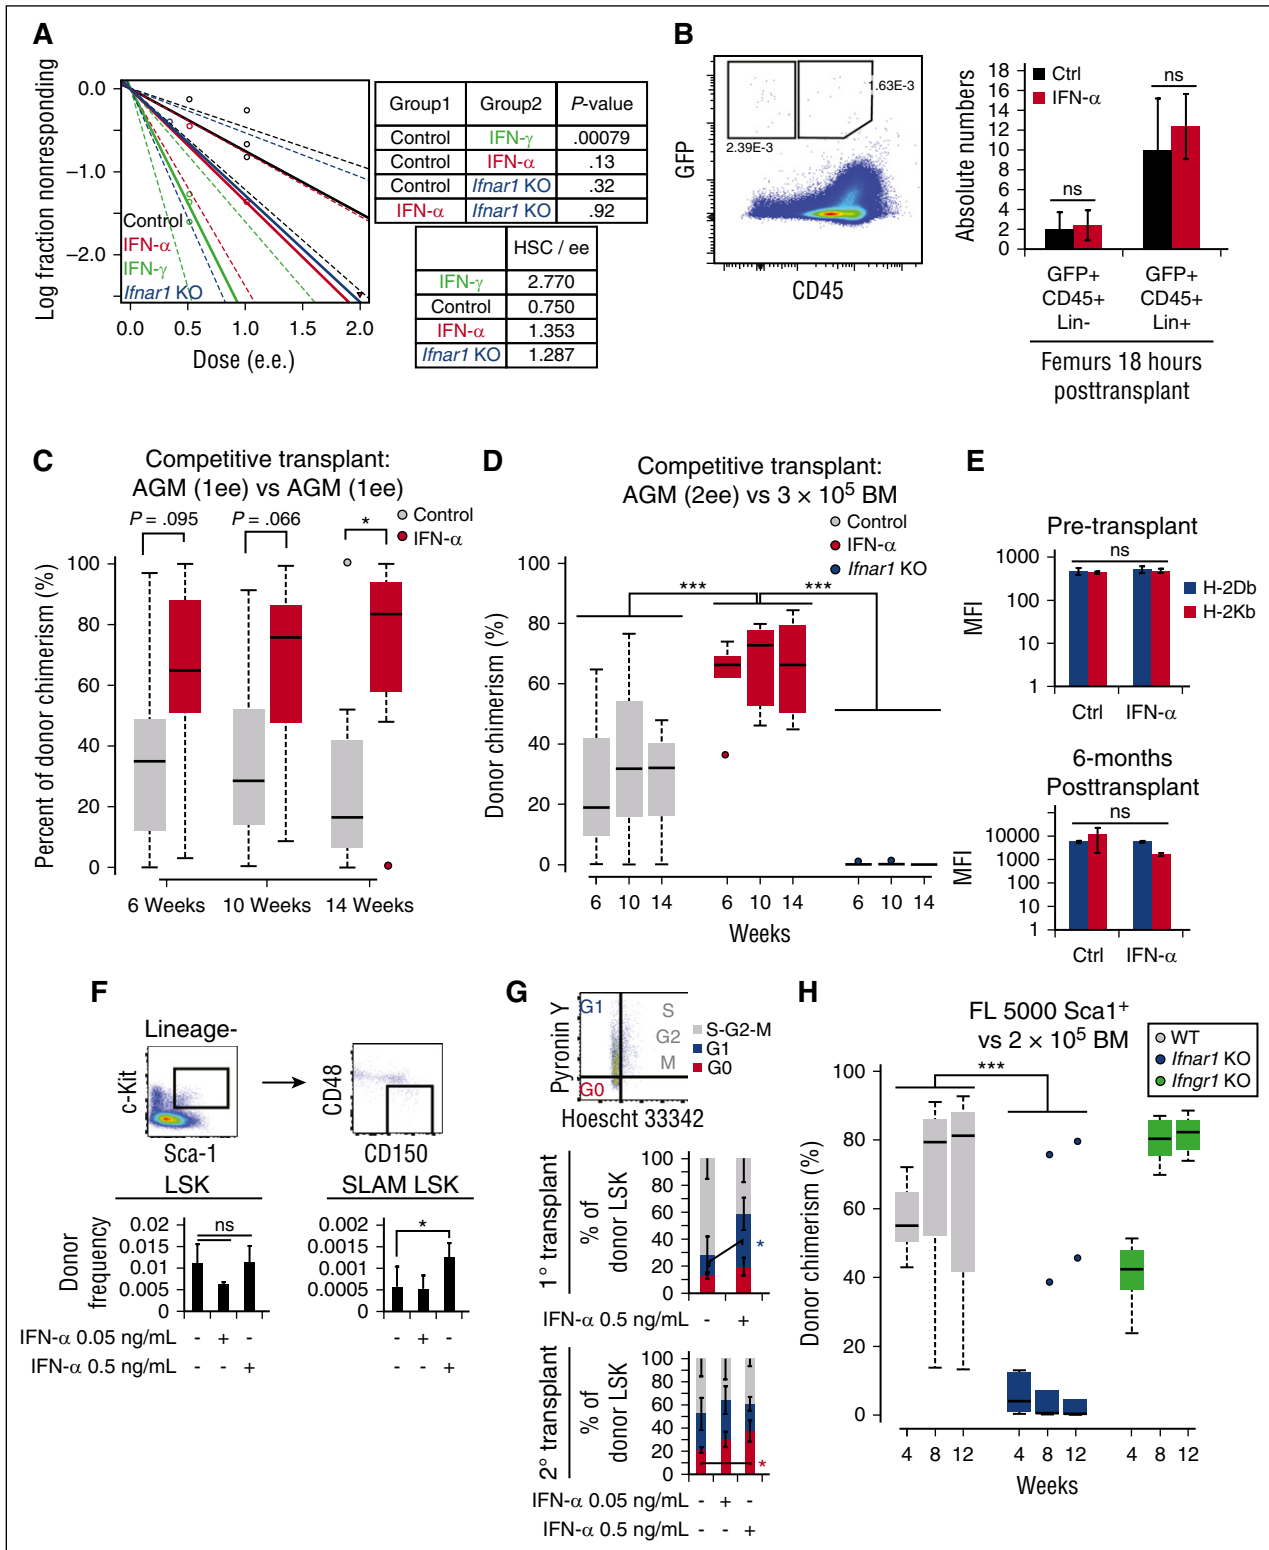 A
Log fraction nonresponding
0.0
−1.0
−2.0
Control
IFN-α
IFN-γ
Ifnar1 KO
0.0 0.5 1.0 1.5 2.0
Dose (e.e.)
Group1 Group2 P-value
Control IFN-γ .00079
Control IFN-α .13
Control Ifnar1 KO .32
IFN-α Ifnar1 KO .92
HSC / ee
IFN-γ 2.770
Control 0.750
IFN-α 1.353
Ifnar1 KO 1.287
B
GFP
1.63E-3
2.39E-3
CD45
Absolute numbers
18
16
14
12
10
8
6
4
2
0
Ctrl
IFN-α
ns
ns
GFP+ CD45+ Lin-
GFP+ CD45+ Lin+
Femurs 18 hours
posttransplant
C
Competitive transplant:
AGM (1ee) vs AGM (1ee)
P = .095
P = .066
*
Control
IFN-α
Percent of donor chimerism (%)
100
80
60
40
20
0
6 Weeks 10 Weeks 14 Weeks
D
Competitive transplant:
AGM (2ee) vs 3 × 10⁵ BM
Control
IFN-α
Ifnar1 KO
*** ***
Donor chimerism (%)
100
80
60
40
20
0
6 10 14 6 10 14 6 10 14
Weeks
E
Pre-transplant
ns
MFI
1000
100
10
1
H-2Db
H-2Kb
Ctrl IFN-α
6-months
Posttransplant
ns
MFI
10000
1000
100
10
1
Ctrl IFN-α
F
Lineage-
c-Kit
Sca-1
CD48
CD150
LSK
SLAM LSK
Donor
frequency
0.02
0.015
0.01
0.005
0
ns
0.002
0.0015
0.001
0.0005
0
*
IFN-α 0.05 ng/mL - + - - + -
IFN-α 0.5 ng/mL - - + - - +
G
Pyronin Y
G1
S
G2
M
G0
Hoescht 33342
S-G2-M
G1
G0
1° transplant
% of
donor LSK
100
80
60
40
20
0
*
IFN-α 0.5 ng/mL - +
2° transplant
% of
donor LSK
100
80
60
40
20
0
*
IFN-α 0.05 ng/mL - + -
IFN-α 0.5 ng/mL - - +
H
FL 5000 Sca1⁺
vs 2 × 10⁵ BM
WT
Ifnar1 KO
Ifngr1 KO
***
Donor chimerism (%)
100
80
60
40
20
0
4 8 12 4 8 12 4 8 12
Weeks